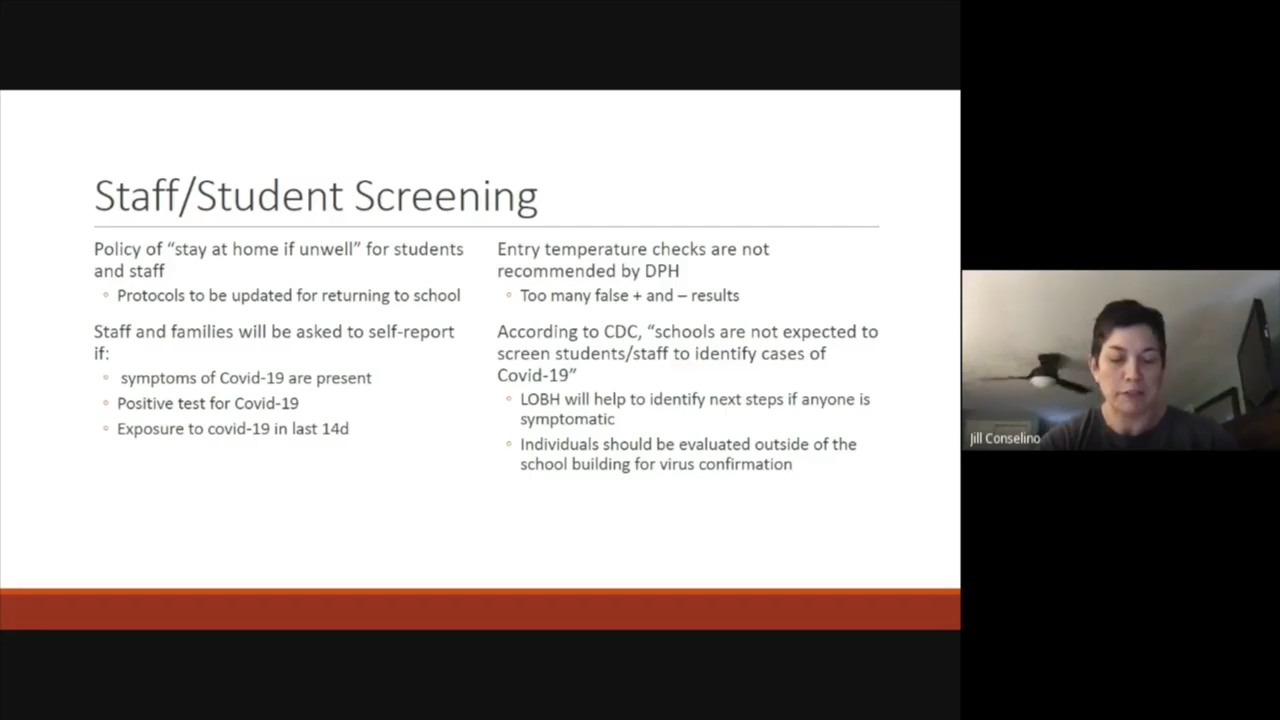 Staff/Student Screening
Policy of “stay at home if unwell” for students
and staff
◦ Protocols to be updated for returning to school
Staff and families will be asked to self-report
if:
◦ symptoms of Covid-19 are present
◦ Positive test for Covid-19
◦ Exposure to covid-19 in last 14d
Entry temperature checks are not
recommended by DPH
◦ Too many false + and – results
According to CDC, “schools are not expected to
screen students/staff to identify cases of
Covid-19”
◦ LOBH will help to identify next steps if anyone is
symptomatic
◦ Individuals should be evaluated outside of the
school building for virus confirmation
Jill Conselino